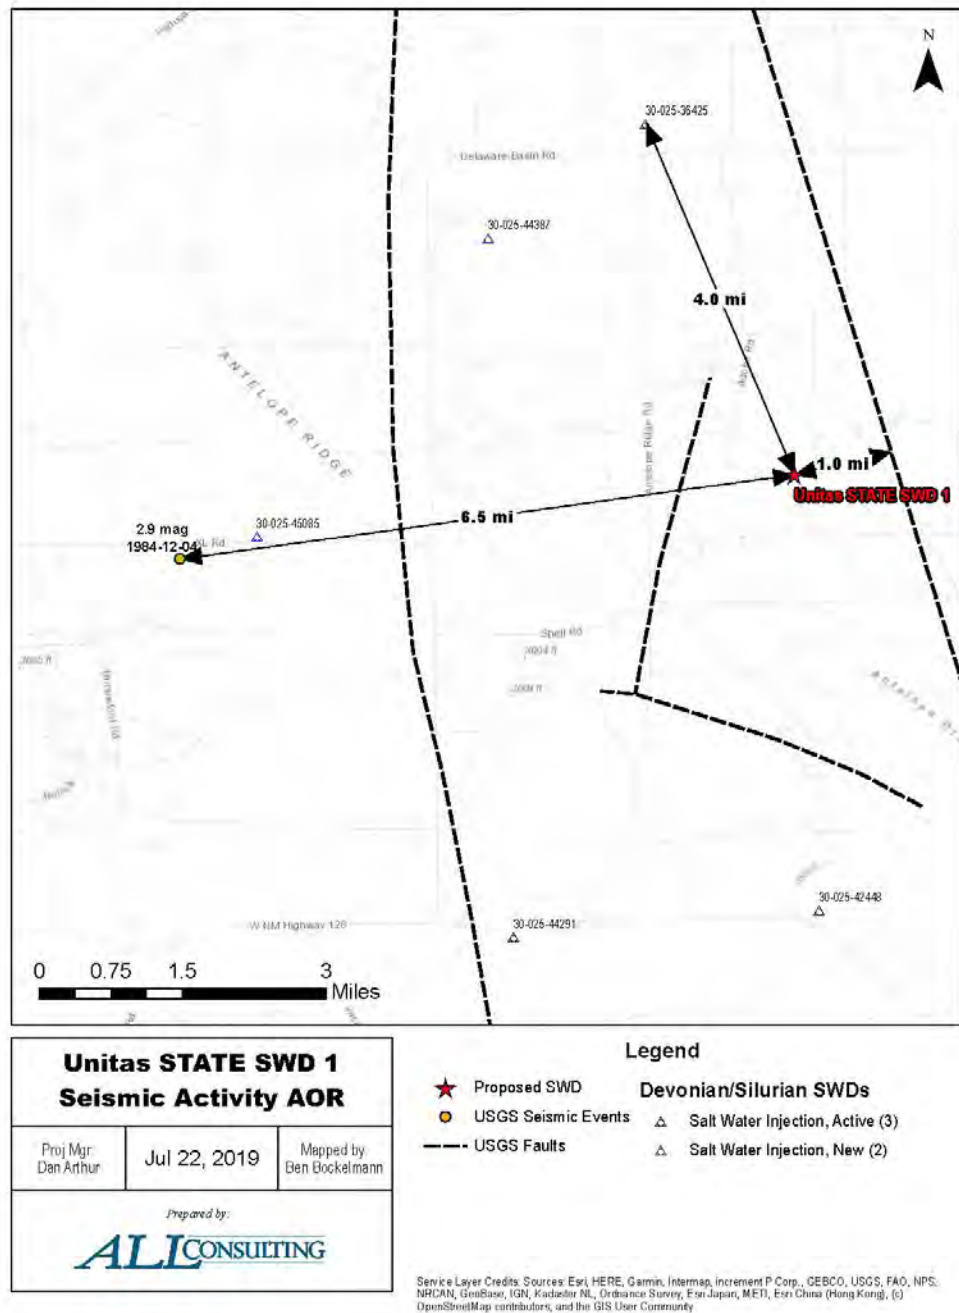 N
30-025-36425
Delaware Basin Rd
30-025-44387
4.0 mi
ANTELOPE RIDGE
Antelope Ridge Rd
1.0 mi
Unitas STATE SWD 1
6.5 mi
2.9 mag
1984-12-04
30-025-45085
XL Rd
Shell Rd
30-025-42448
W NM Highway 128
30-025-44291
0 0.75 1.5 3
Miles
Unitas STATE SWD 1
Seismic Activity AOR
Proj Mgr:
Dan Arthur
Jul 22, 2019
Mapped by:
Ben Bockelmann
Prepared by:
ALL CONSULTING
Legend
Proposed SWD
USGS Seismic Events
USGS Faults
Devonian/Silurian SWDs
Salt Water Injection, Active (3)
Salt Water Injection, New (2)
Service Layer Credits: Sources: Esri, HERE, Garmin, Intermap, increment P Corp., GEBCO, USGS, FAO, NPS,
NRCAN, GeoBase, IGN, Kadaster NL, Ordnance Survey, Esri Japan, METI, Esri China (Hong Kong), (c)
OpenStreetMap contributors, and the GIS User Community